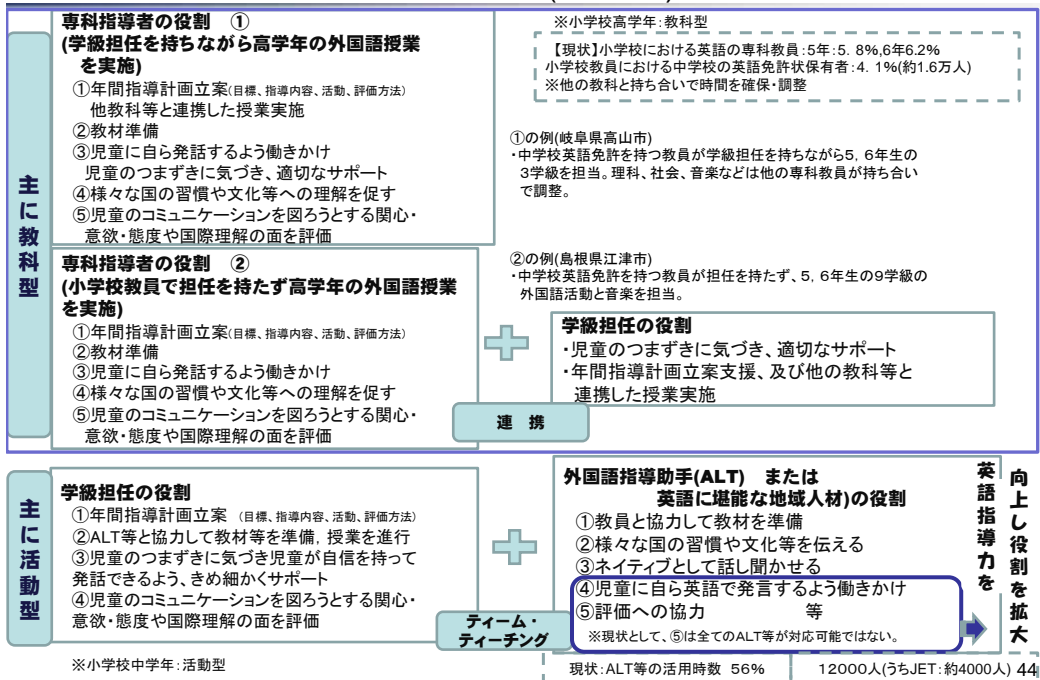 主に教科型
専科指導者の役割 ①
(学級担任を持ちながら高学年の外国語授業
を実施)
①年間指導計画立案(目標、指導内容、活動、評価方法)
他教科等と連携した授業実施
②教材準備
③児童に自ら発話するよう働きかけ
児童のつまずきに気づき、適切なサポート
④様々な国の習慣や文化等への理解を促す
⑤児童のコミュニケーションを図ろうとする関心・
意欲・態度や国際理解の面を評価
※小学校高学年:教科型
【現状】小学校における英語の専科教員:5年:5.8%,6年6.2%
小学校教員における中学校の英語免許状保有者:4.1%(約1.6万人)
※他の教科と持ち合いで時間を確保・調整
①の例(岐阜県高山市)
・中学校英語免許を持つ教員が学級担任を持ちながら5,6年生の
3学級を担当。理科、社会、音楽などは他の専科教員が持ち合い
で調整。
専科指導者の役割 ②
(小学校教員で担任を持たず高学年の外国語授業
を実施)
①年間指導計画立案(目標、指導内容、活動、評価方法)
②教材準備
③児童に自ら発話するよう働きかけ
④様々な国の習慣や文化等への理解を促す
⑤児童のコミュニケーションを図ろうとする関心・
意欲・態度や国際理解の面を評価
②の例(島根県江津市)
・中学校英語免許を持つ教員が担任を持たず、5,6年生の9学級の
外国語活動と音楽を担当。
連 携
学級担任の役割
・児童のつまずきに気づき、適切なサポート
・年間指導計画立案支援、及び他の教科等と
連携した授業実施
主に活動型
学級担任の役割
①年間指導計画立案 (目標、指導内容、活動、評価方法)
②ALT等と協力して教材等を準備,授業を進行
③児童のつまずきに気づき児童が自信を持って
発話できるよう、きめ細かくサポート
④児童のコミュニケーションを図ろうとする関心・
意欲・態度や国際理解の面を評価
ティーム・
ティーチング
外国語指導助手(ALT) または
英語に堪能な地域人材)の役割
①教員と協力して教材を準備
②様々な国の習慣や文化等を伝える
③ネイティブとして話し聞かせる
④児童に自ら英語で発言するよう働きかけ
⑤評価への協力 等
※現状として、⑤は全てのALT等が対応可能ではない。
英語指導力を
向上し役割を拡大
※小学校中学年:活動型
現状:ALT等の活用時数 56%
12000人(うちJET:約4000人)
44